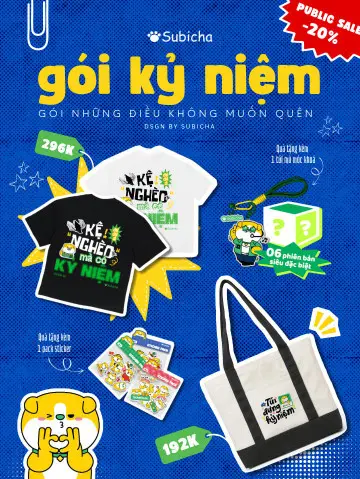 Subicha
PUBLIC SALE
-20%
gói kỷ niệm
GÓI NHỮNG ĐIỀU KHÔNG MUỐN QUÊN
DSGN BY SUBICHA
296K
Quà tặng kèm
1 cái mô móc khoá
KỆ
NGHÈO
mà có
KỶ NIỆM
KỆ
NGHÈO
mà có
KỶ NIỆM
? ?
06 phiên bản
siêu đặc biệt
Quà tặng kèm
1 pack sticker
Túi
đựng
kỷ niệm
192K